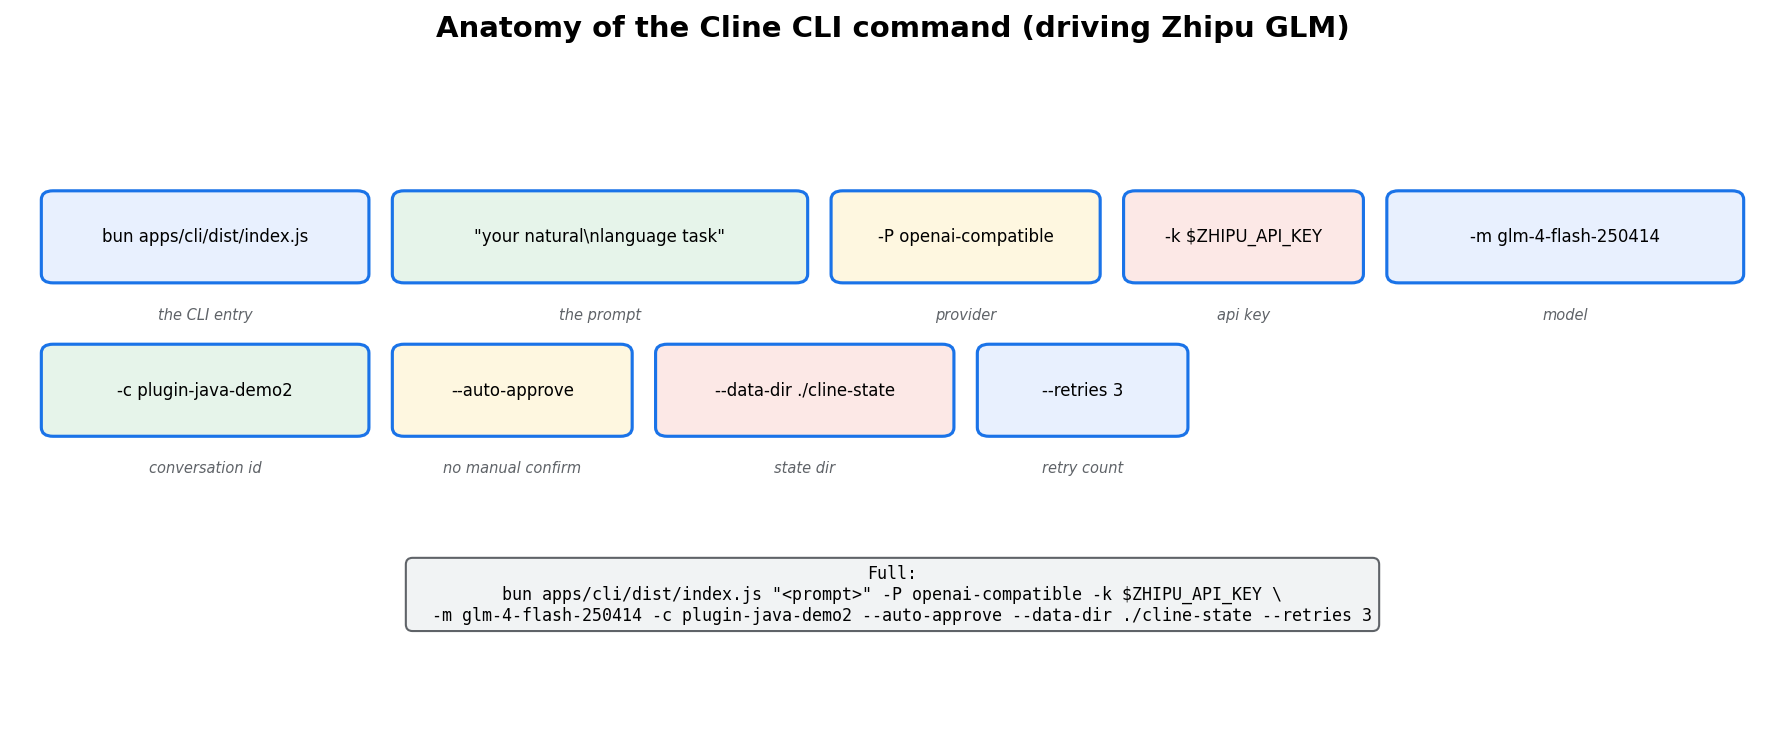 Anatomy of the Cline CLI command (driving Zhipu GLM)
bun apps/cli/dist/index.js
"your natural\nlanguage task"
-P openai-compatible
-k $ZHIPU_API_KEY
-m glm-4-flash-250414
the CLI entry
the prompt
provider
api key
model
-c plugin-java-demo2
--auto-approve
--data-dir ./cline-state
--retries 3
conversation id
no manual confirm
state dir
retry count
Full:
bun apps/cli/dist/index.js "<prompt>" -P openai-compatible -k $ZHIPU_API_KEY \
-m glm-4-flash-250414 -c plugin-java-demo2 --auto-approve --data-dir ./cline-state --retries 3